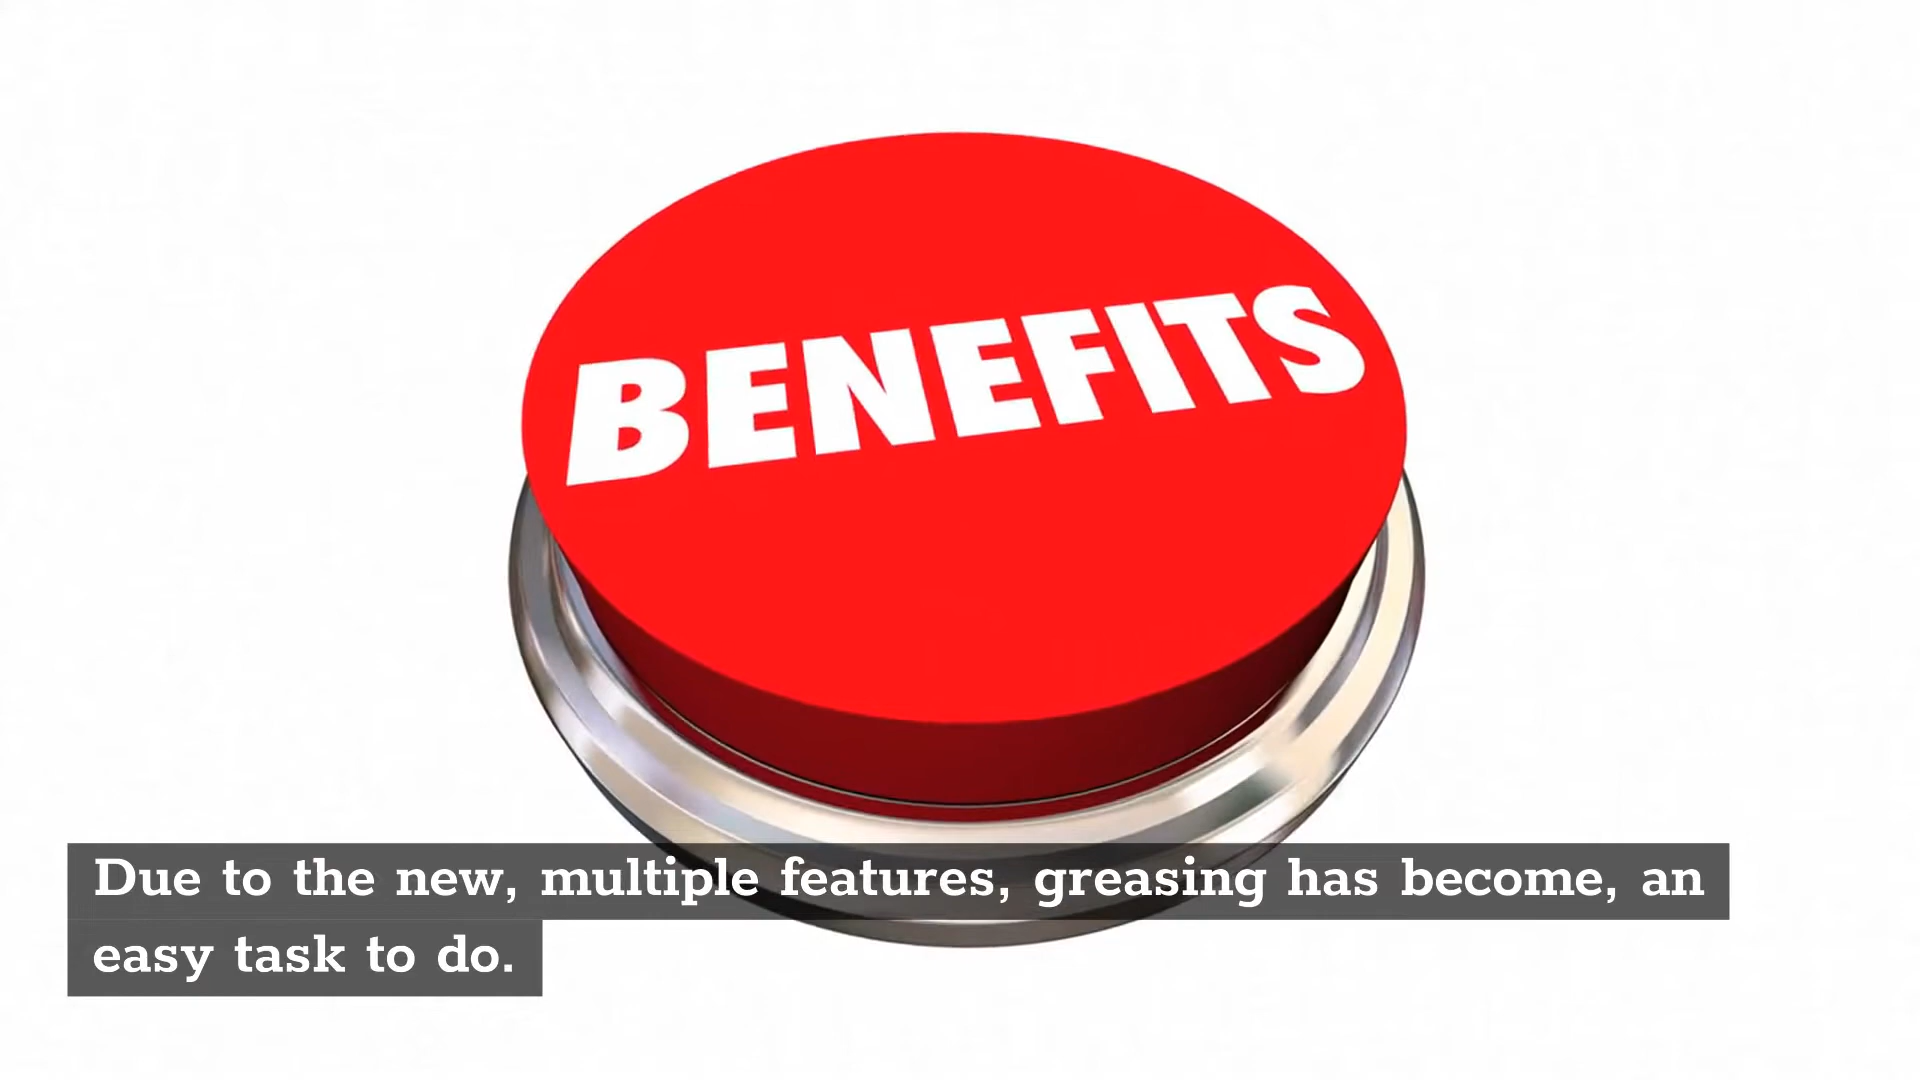 BENEFITS
Due to the new, multiple features, greasing has become, an
easy task to do.